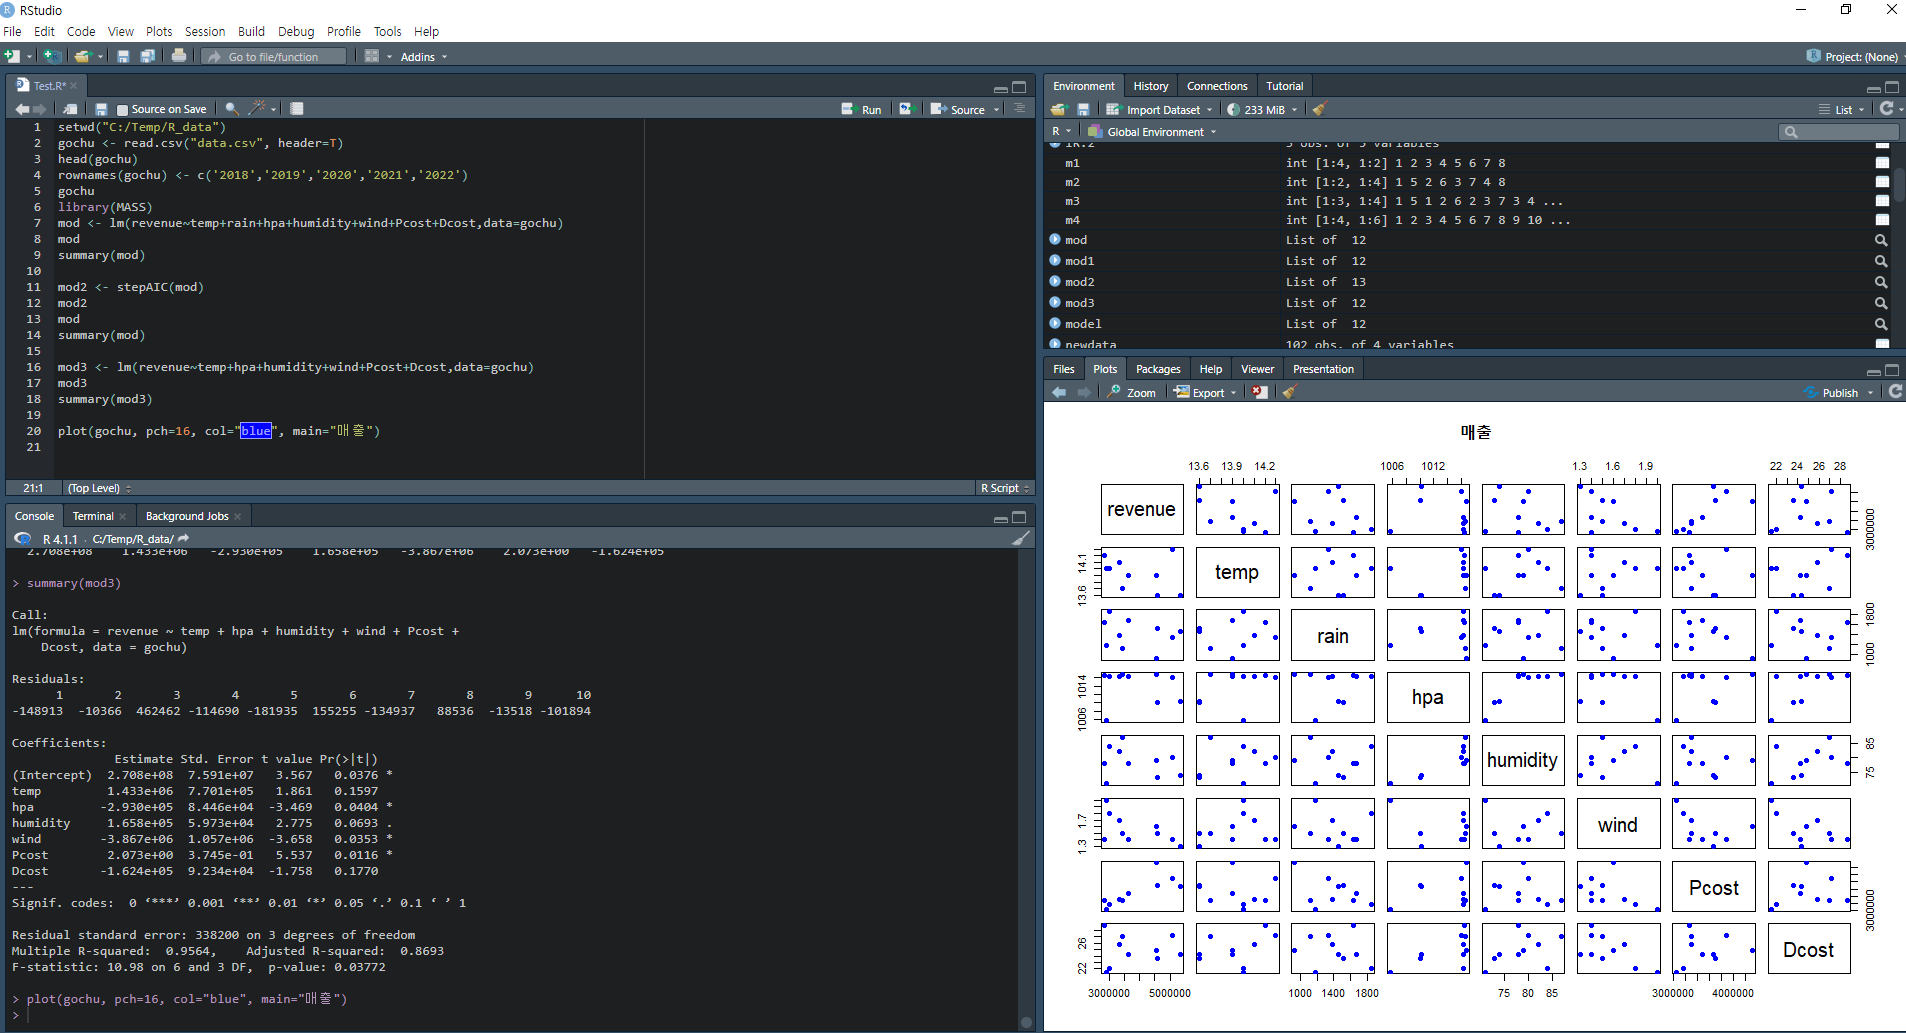 RStudio
File Edit Code View Plots Session Build Debug Profile Tools Help
Go to file/function Addins Project: (None)
Test.R*
Source on Save Run Source
1 setwd("C:/Temp/R_data")
2 gochu <- read.csv("data.csv", header=T)
3 head(gochu)
4 rownames(gochu) <- c('2018','2019','2020','2021','2022')
5 gochu
6 library(MASS)
7 mod <- lm(revenue~temp+rain+hpa+humidity+wind+Pcost+Dcost,data=gochu)
8 mod
9 summary(mod)
10
11 mod2 <- stepAIC(mod)
12 mod2
13 mod
14 summary(mod)
15
16 mod3 <- lm(revenue~temp+hpa+humidity+wind+Pcost+Dcost,data=gochu)
17 mod3
18 summary(mod3)
19
20 plot(gochu, pch=16, col="blue", main="매출")
21
21:1 (Top Level) R Script
Console Terminal Background Jobs
R 4.1.1 · C:/Temp/R_data/
2.708e+08 1.433e+06 -2.930e+05 1.658e+05 -3.867e+06 2.073e+00 -1.624e+05
> summary(mod3)
Call:
lm(formula = revenue ~ temp + hpa + humidity + wind + Pcost +
Dcost, data = gochu)
Residuals:
1 2 3 4 5 6 7 8 9 10
-148913 -10366 462462 -114690 -181935 155255 -134937 88536 -13518 -101894
Coefficients:
Estimate Std. Error t value Pr(>|t|)
(Intercept) 2.708e+08 7.591e+07 3.567 0.0376 *
temp 1.433e+06 7.701e+05 1.861 0.1597
hpa -2.930e+05 8.446e+04 -3.469 0.0404 *
humidity 1.658e+05 5.973e+04 2.775 0.0693 .
wind -3.867e+06 1.057e+06 -3.658 0.0353 *
Pcost 2.073e+00 3.745e-01 5.537 0.0116 *
Dcost -1.624e+05 9.234e+04 -1.758 0.1770
---
Signif. codes: 0 ‘***’ 0.001 ‘**’ 0.01 ‘*’ 0.05 ‘.’ 0.1 ‘ ’ 1
Residual standard error: 338200 on 3 degrees of freedom
Multiple R-squared: 0.9564, Adjusted R-squared: 0.8693
F-statistic: 10.98 on 6 and 3 DF, p-value: 0.03772
> plot(gochu, pch=16, col="blue", main="매출")
>
Environment History Connections Tutorial
Import Dataset 233 MiB List
R Global Environment
IR.2 5 obs. of 5 variables
m1 int [1:4, 1:2] 1 2 3 4 5 6 7 8
m2 int [1:2, 1:4] 1 5 2 6 3 7 4 8
m3 int [1:3, 1:4] 1 5 1 2 6 2 3 7 3 4 ...
m4 int [1:4, 1:6] 1 2 3 4 5 6 7 8 9 10 ...
mod List of 12
mod1 List of 12
mod2 List of 13
mod3 List of 12
model List of 12
newdata 102 obs. of 4 variables
Files Plots Packages Help Viewer Presentation
Zoom Export Publish
매출
13.6 13.9 14.2 1006 1012 1.3 1.6 1.9 22 24 26 28
revenue 3000000
13.6 14.1 temp
rain 1000 1800
1006 1014 hpa
humidity 75 85
1.3 1.7 wind
Pcost 3000000
22 26 Dcost
3000000 5000000 1000 1400 1800 75 80 85 3000000 4000000